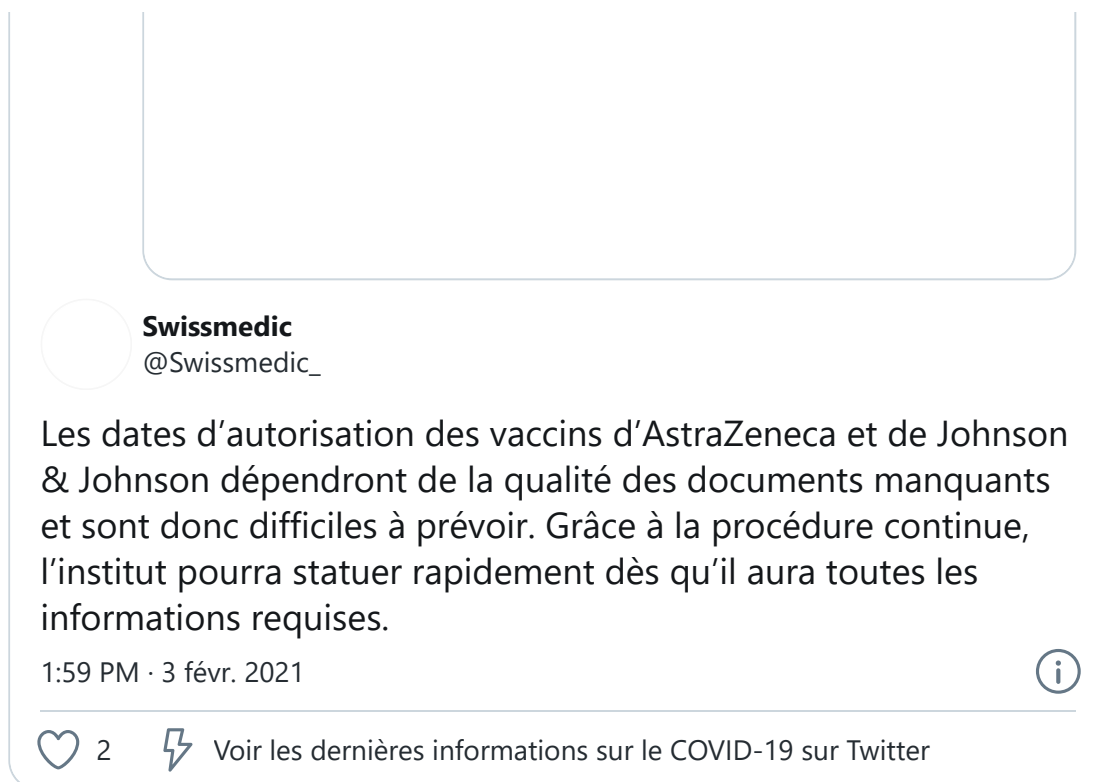 Swissmedic
@Swissmedic_
Les dates d’autorisation des vaccins d’AstraZeneca et de Johnson
& Johnson dépendront de la qualité des documents manquants
et sont donc difficiles à prévoir. Grâce à la procédure continue,
l’institut pourra statuer rapidement dès qu’il aura toutes les
informations requises.
1:59 PM · 3 févr. 2021
2 Voir les dernières informations sur le COVID-19 sur Twitter